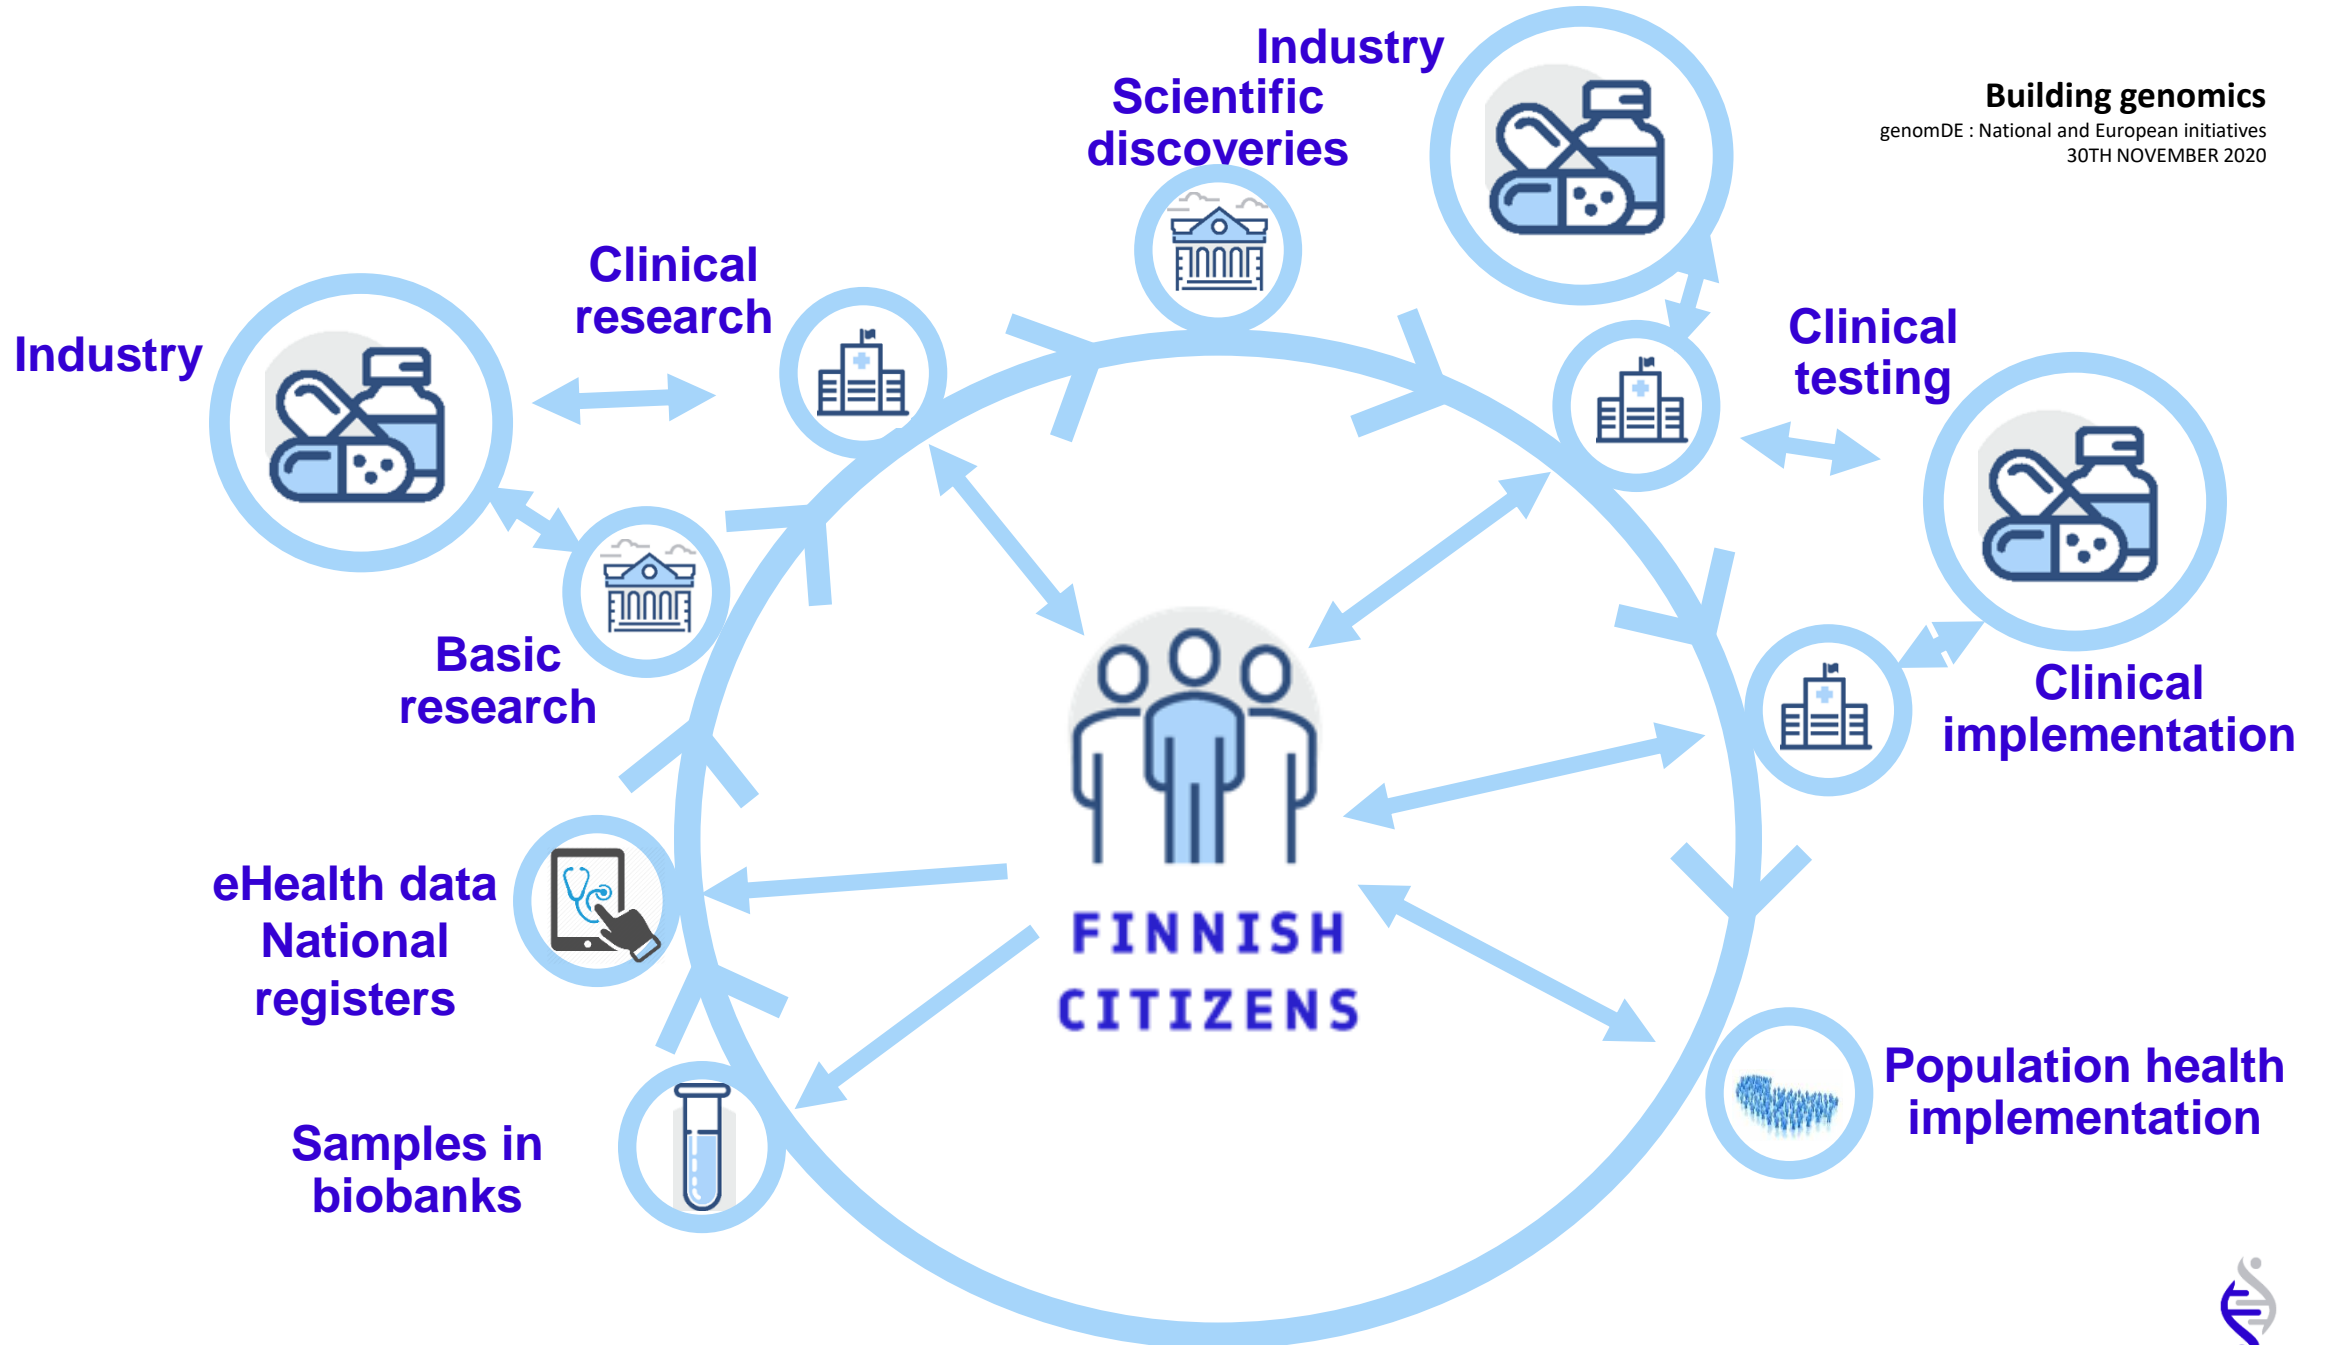 Industry
Scientific
discoveries
Building genomics
genomDE : National and European initiatives
30TH NOVEMBER 2020
Clinical
research
Industry
Clinical
testing
Basic
research
Clinical
implementation
eHealth data
National
registers
FINNISH
CITIZENS
Population health
implementation
Samples in
biobanks